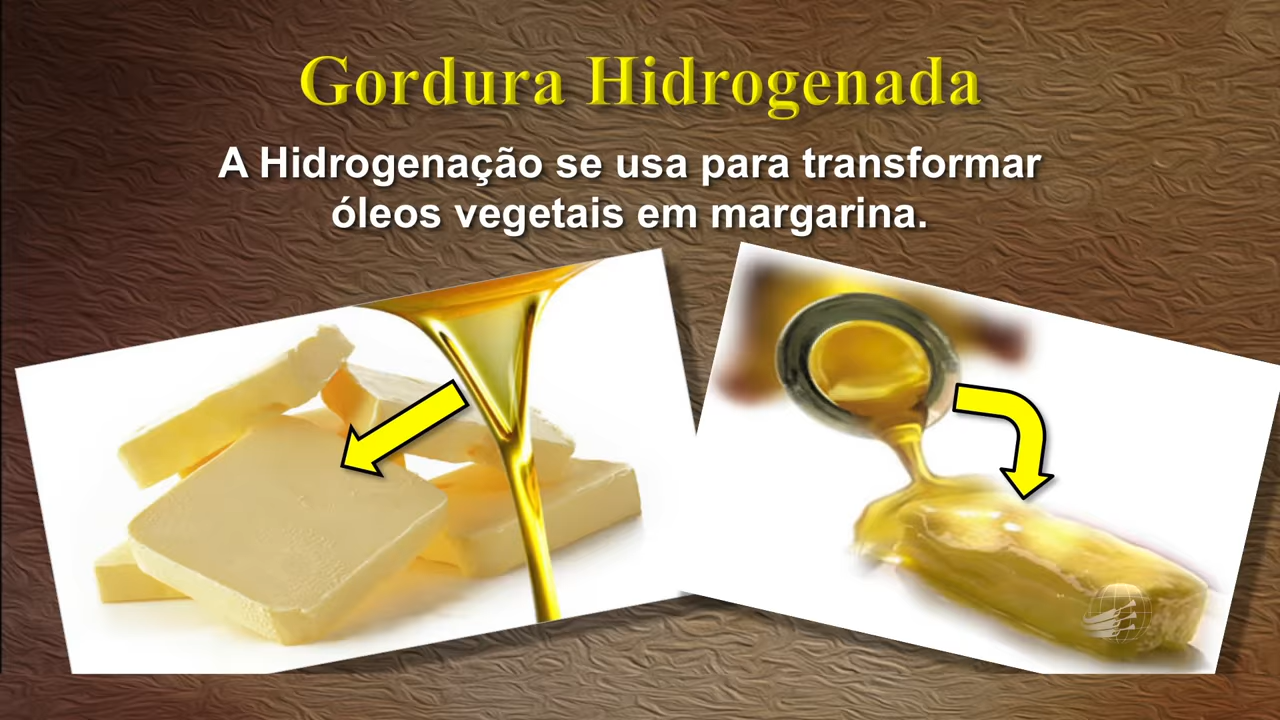 Gordura Hidrogenada
A Hidrogenação se usa para transformar
óleos vegetais em margarina.